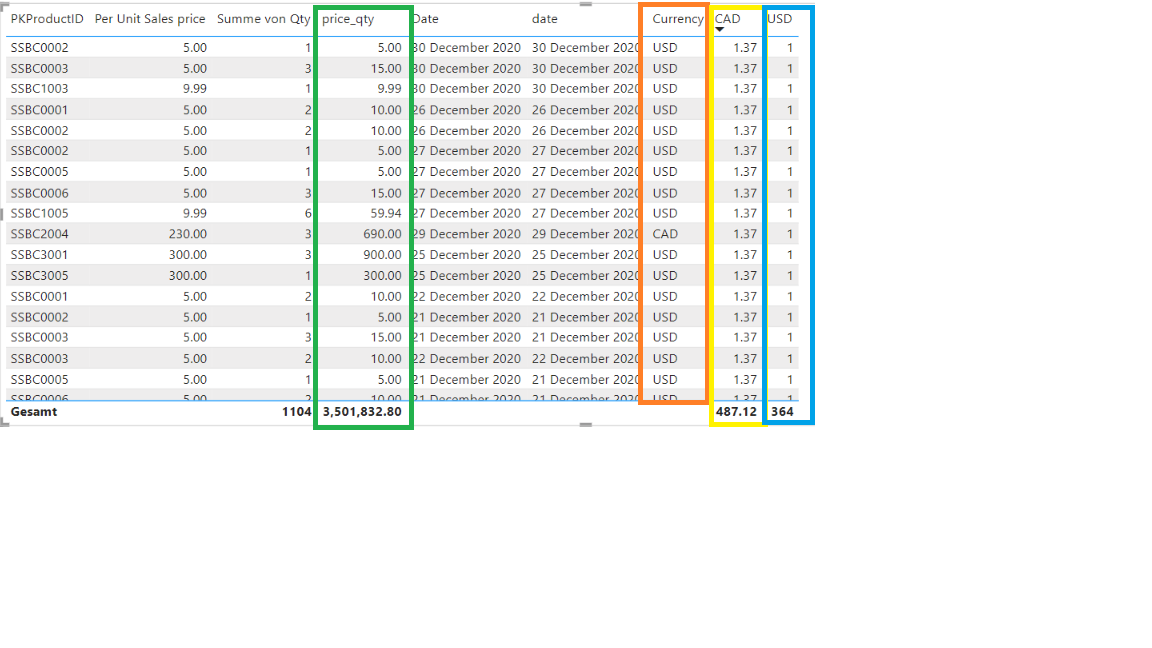 PKProductID Per Unit Sales price Summe von Qty price_qty Date date Currency CAD USD
SSBC0002 5.00 1 5.00 30 December 2020 30 December 2020 USD 1.37 1
SSBC0003 5.00 3 15.00 30 December 2020 30 December 2020 USD 1.37 1
SSBC1003 9.99 1 9.99 30 December 2020 30 December 2020 USD 1.37 1
SSBC0001 5.00 2 10.00 26 December 2020 26 December 2020 USD 1.37 1
SSBC0002 5.00 2 10.00 26 December 2020 26 December 2020 USD 1.37 1
SSBC0002 5.00 1 5.00 27 December 2020 27 December 2020 USD 1.37 1
SSBC0005 5.00 1 5.00 27 December 2020 27 December 2020 USD 1.37 1
SSBC0006 5.00 3 15.00 27 December 2020 27 December 2020 USD 1.37 1
SSBC1005 9.99 6 59.94 27 December 2020 27 December 2020 USD 1.37 1
SSBC2004 230.00 3 690.00 29 December 2020 29 December 2020 CAD 1.37 1
SSBC3001 300.00 3 900.00 25 December 2020 25 December 2020 USD 1.37 1
SSBC3005 300.00 1 300.00 25 December 2020 25 December 2020 USD 1.37 1
SSBC0001 5.00 2 10.00 22 December 2020 22 December 2020 USD 1.37 1
SSBC0002 5.00 1 5.00 21 December 2020 21 December 2020 USD 1.37 1
SSBC0003 5.00 3 15.00 21 December 2020 21 December 2020 USD 1.37 1
SSBC0003 5.00 2 10.00 22 December 2020 22 December 2020 USD 1.37 1
SSBC0005 5.00 1 5.00 21 December 2020 21 December 2020 USD 1.37 1
SSBC0006 5.00 2 10.00 21 December 2020 21 December 2020 USD 1.37 1
Gesamt 1104 3,501,832.80 487.12 364